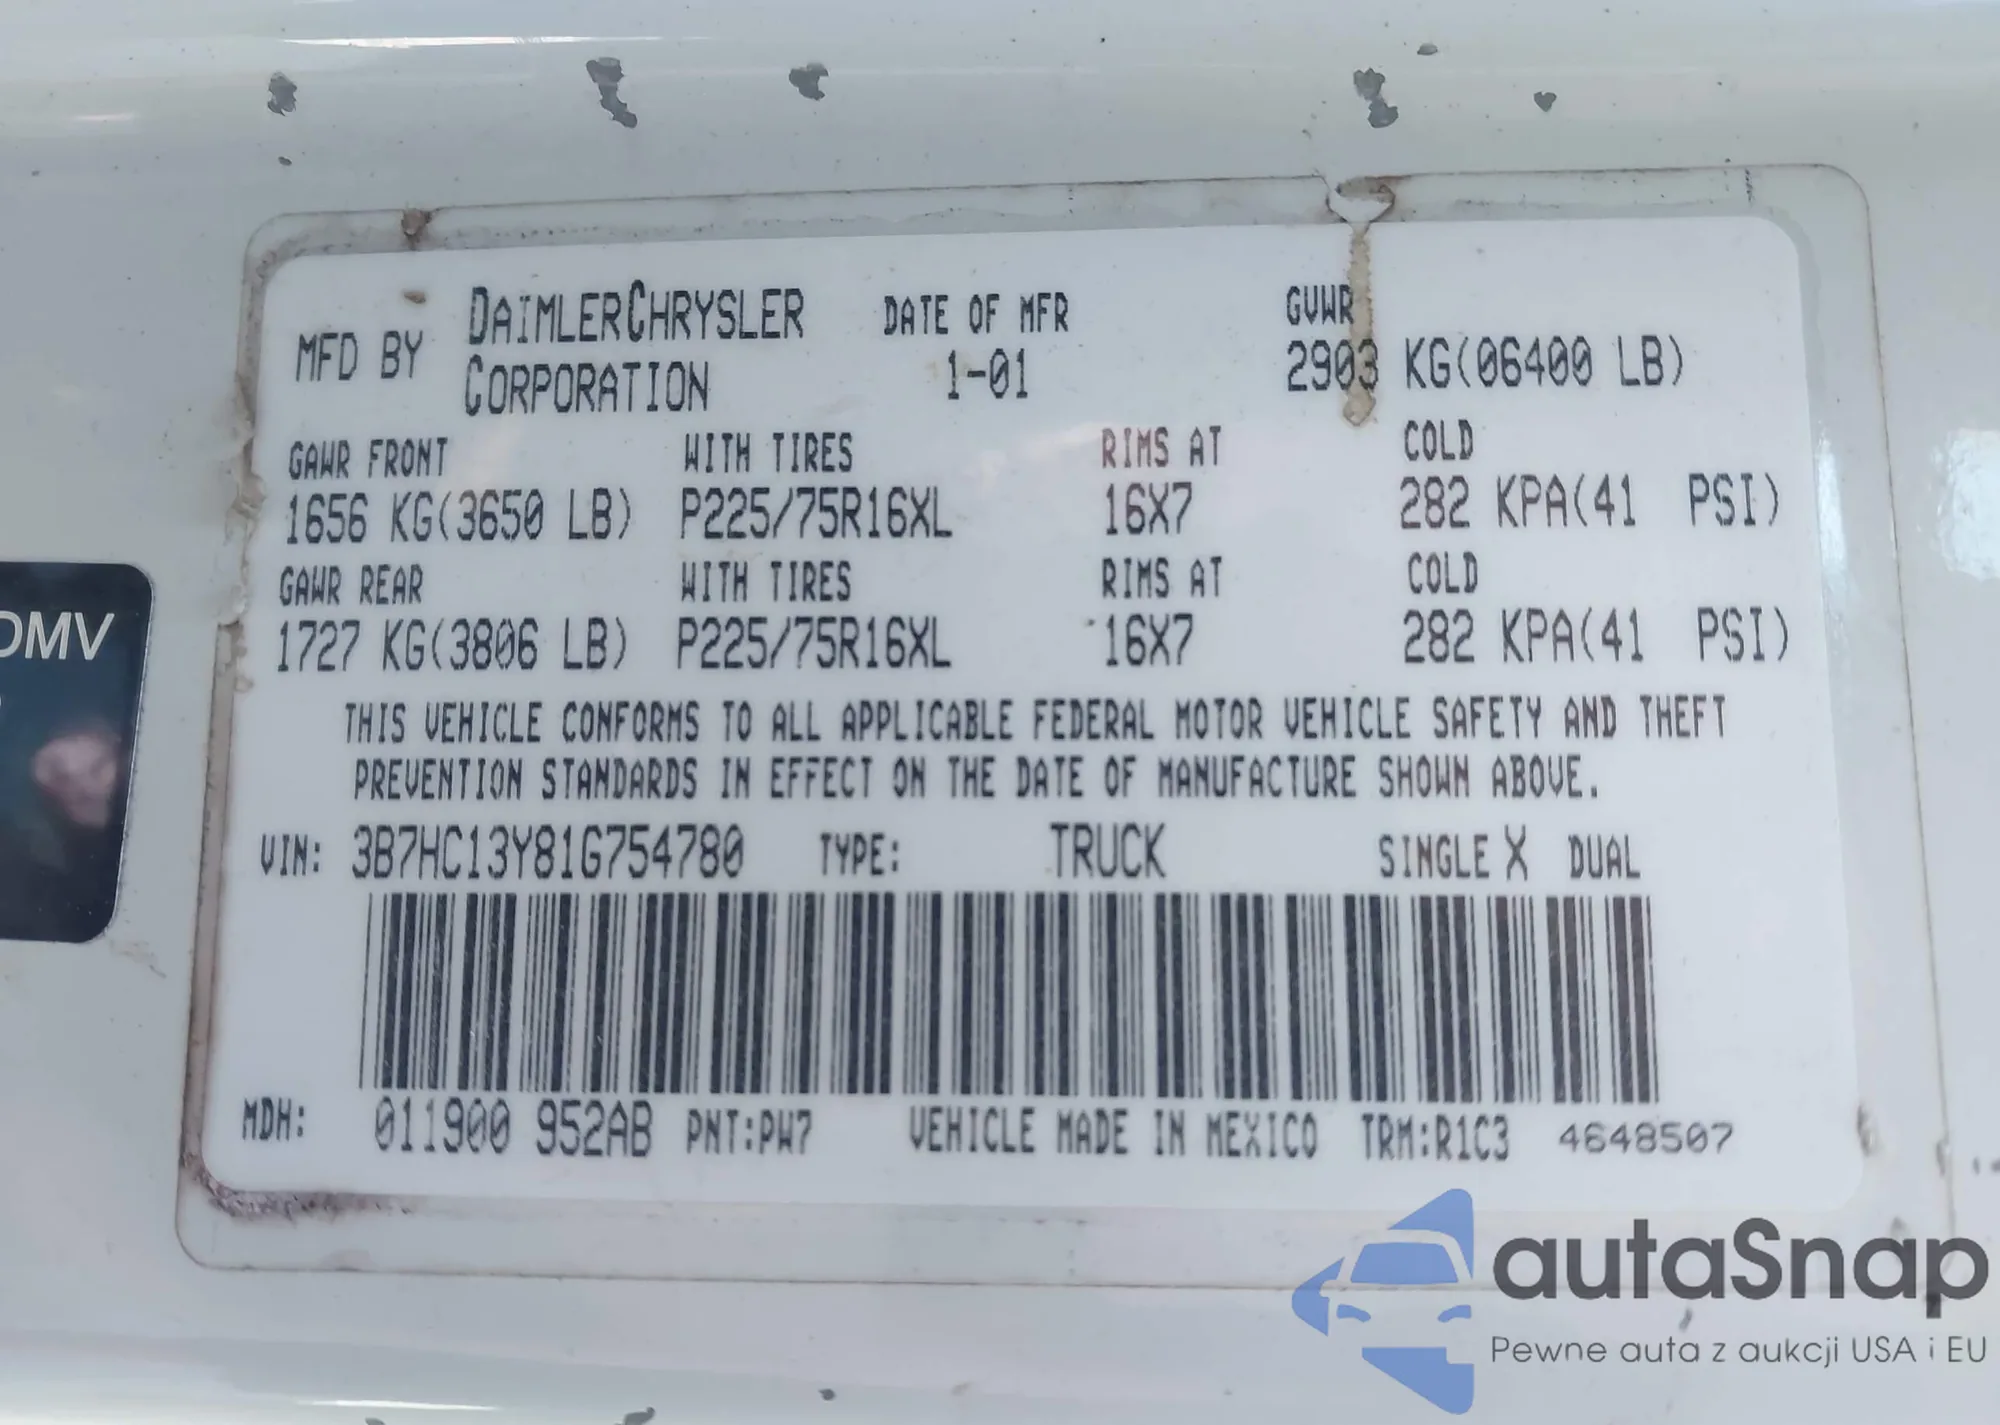 MFD BY DAIMLERCHRYSLER CORPORATION DATE OF MFR 1-01 GVWR 2903 KG(06400 LB)
GAWR FRONT WITH TIRES RIMS AT COLD
1656 KG(3650 LB) P225/75R16XL 16X7 282 KPA(41 PSI)
GAWR REAR WITH TIRES RIMS AT COLD
1727 KG(3806 LB) P225/75R16XL 16X7 282 KPA(41 PSI)
THIS VEHICLE CONFORMS TO ALL APPLICABLE FEDERAL MOTOR VEHICLE SAFETY AND THEFT
PREVENTION STANDARDS IN EFFECT ON THE DATE OF MANUFACTURE SHOWN ABOVE.
VIN: 3B7HC13Y81G754780 TYPE: TRUCK SINGLE X DUAL
MDH: 011900 952AB PNT:PW7 VEHICLE MADE IN MEXICO TRM:R1C3 4648507
DMV
autaSnap
Pewne auta z aukcji USA i EU